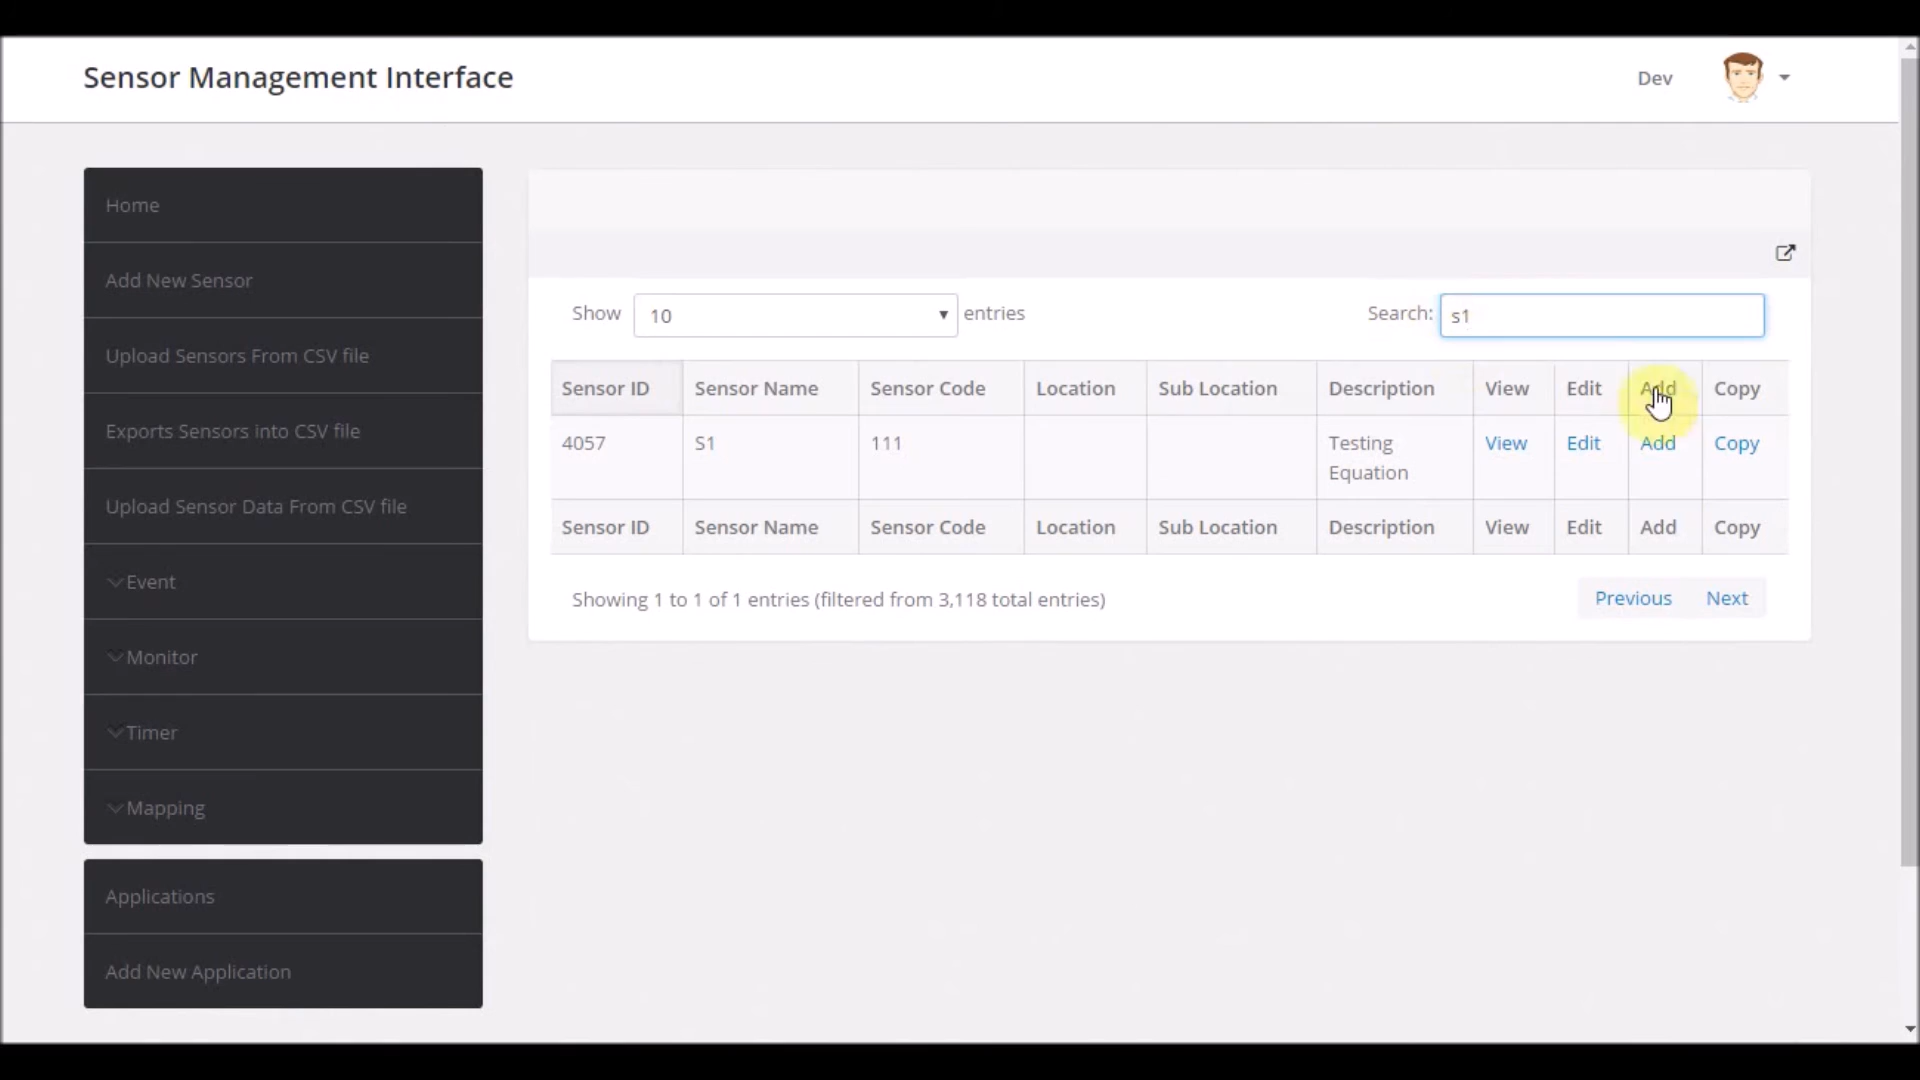 Sensor Management Interface
Dev
Home
Add New Sensor
Upload Sensors From CSV file
Exports Sensors into CSV file
Upload Sensor Data From CSV file
Event
Monitor
Timer
Mapping
Applications
Add New Application
Show 10 entries
Search: s1
Sensor ID Sensor Name Sensor Code Location Sub Location Description View Edit Add Copy
4057 S1 111 Testing View Edit Add Copy
Equation
Sensor ID Sensor Name Sensor Code Location Sub Location Description View Edit Add Copy
Showing 1 to 1 of 1 entries (filtered from 3,118 total entries)
Previous Next